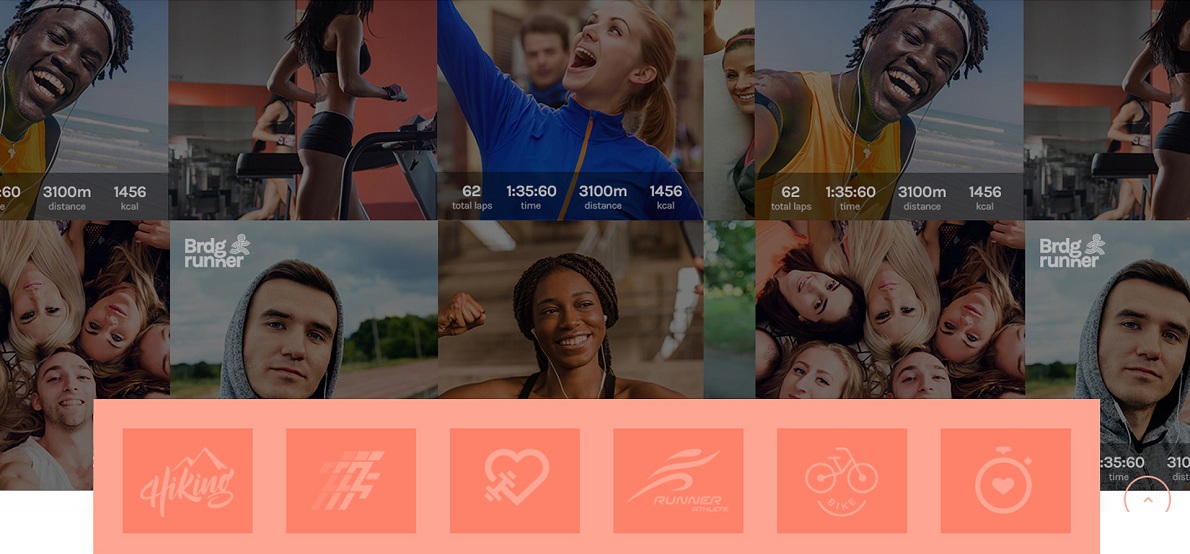 :60 3100m 1456
e distance kcal
62 1:35:60 3100m 1456
total laps time distance kcal
62 1:35:60 3100m 1456
total laps time distance kcal
Brdg
runner
Brdg
runner
:35:60 310
time dist
Hiking
RUNNER
ATHLETE
BIKE